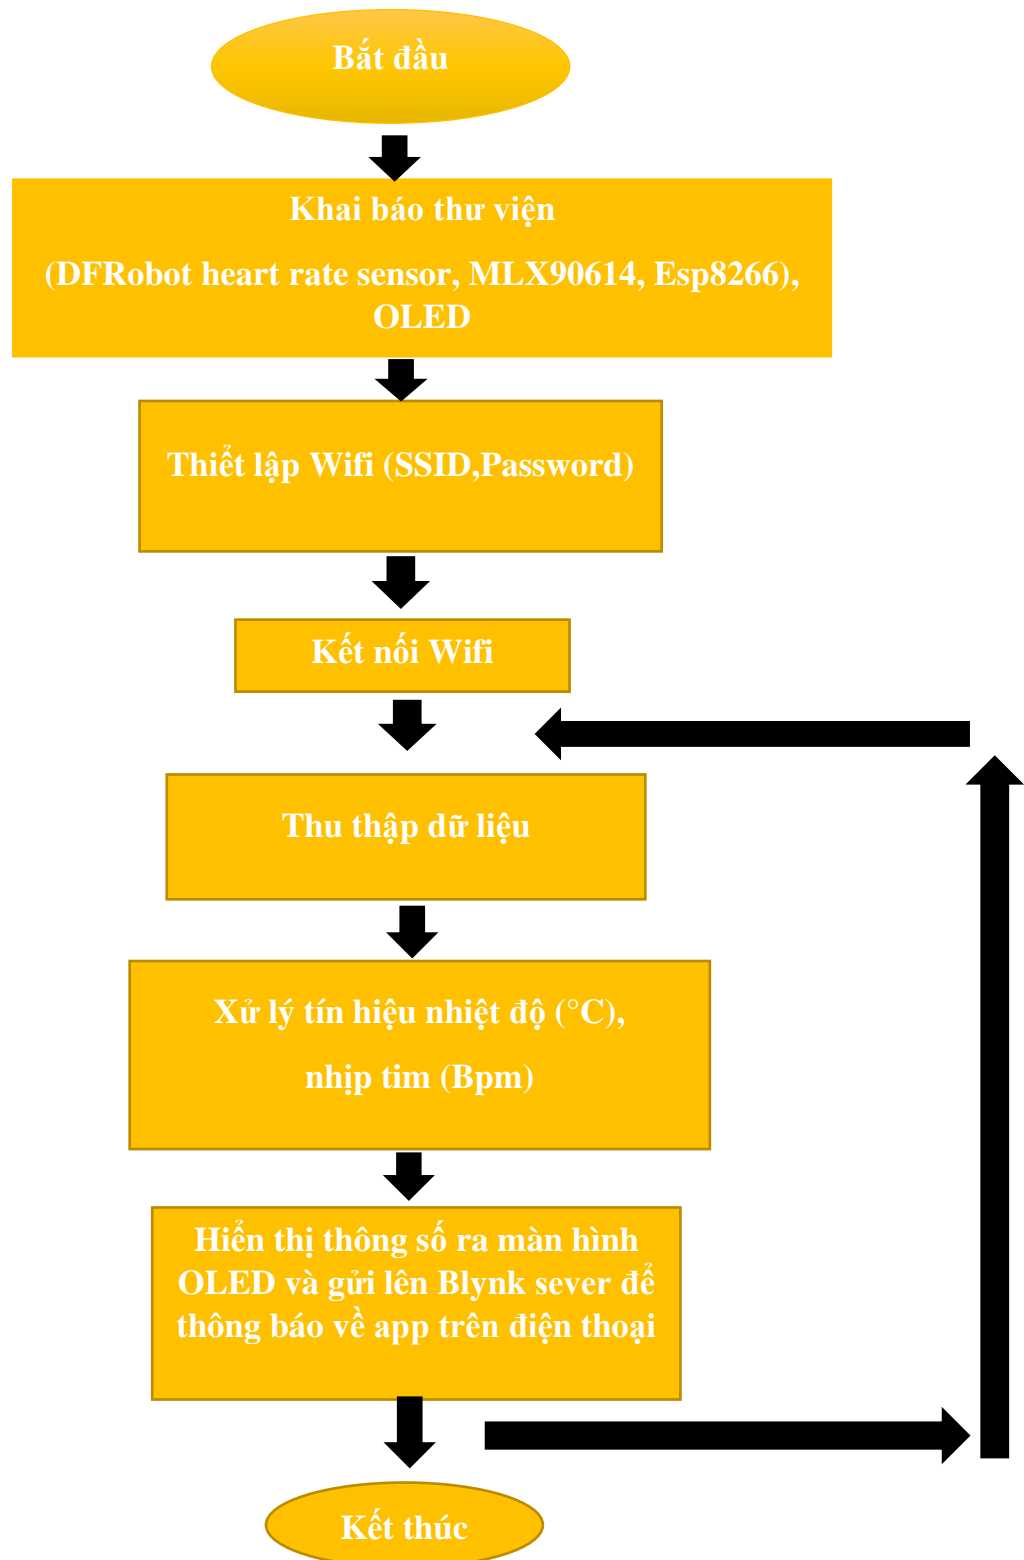 Bắt đầu
Khai báo thư viện
(DFRobot heart rate sensor, MLX90614, Esp8266),
OLED
Thiết lập Wifi (SSID,Password)
Kết nối Wifi
Thu thập dữ liệu
Xử lý tín hiệu nhiệt độ (°C),
nhịp tim (Bpm)
Hiển thị thông số ra màn hình
OLED và gửi lên Blynk sever để
thông báo về app trên điện thoại
Kết thúc